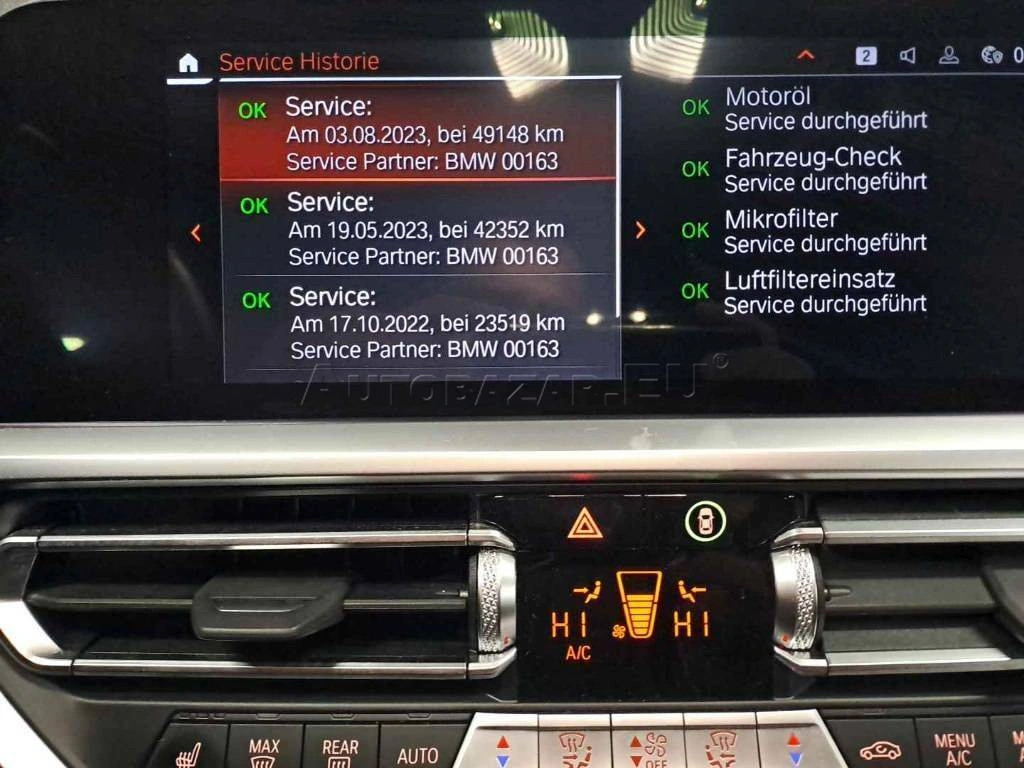 Service Historie
2
0
OK Service:
Am 03.08.2023, bei 49148 km
Service Partner: BMW 00163
OK Service:
Am 19.05.2023, bei 42352 km
Service Partner: BMW 00163
OK Service:
Am 17.10.2022, bei 23519 km
Service Partner: BMW 00163
OK Motoröl
Service durchgeführt
OK Fahrzeug-Check
Service durchgeführt
OK Mikrofilter
Service durchgeführt
OK Luftfiltereinsatz
Service durchgeführt
AUTOBAZAR.EU®
HI HI
A/C
MAX
REAR
AUTO
OFF
MENU
A/C